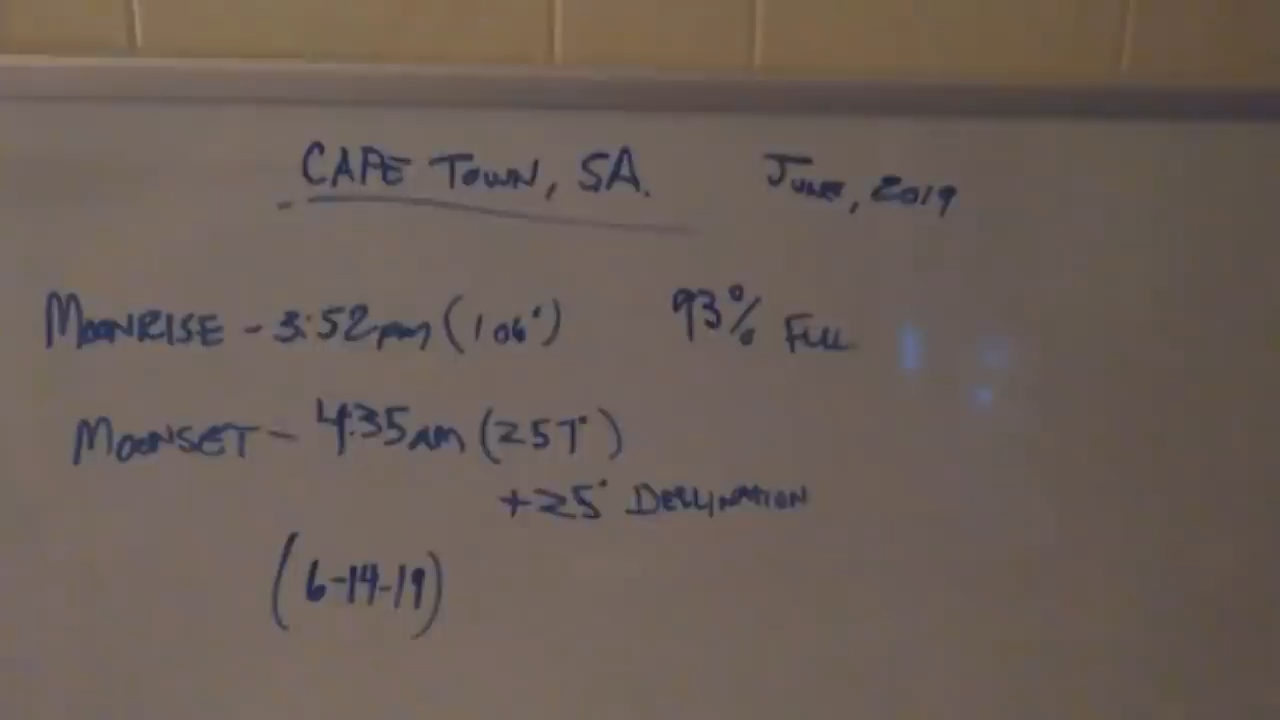 CAPE TOWN, SA. JUNE, 2019
MOONRISE - 3:52pm (106°) 93% FULL
MOONSET - 4:35AM (257°)
+25° DECLINATION
(6-14-19)